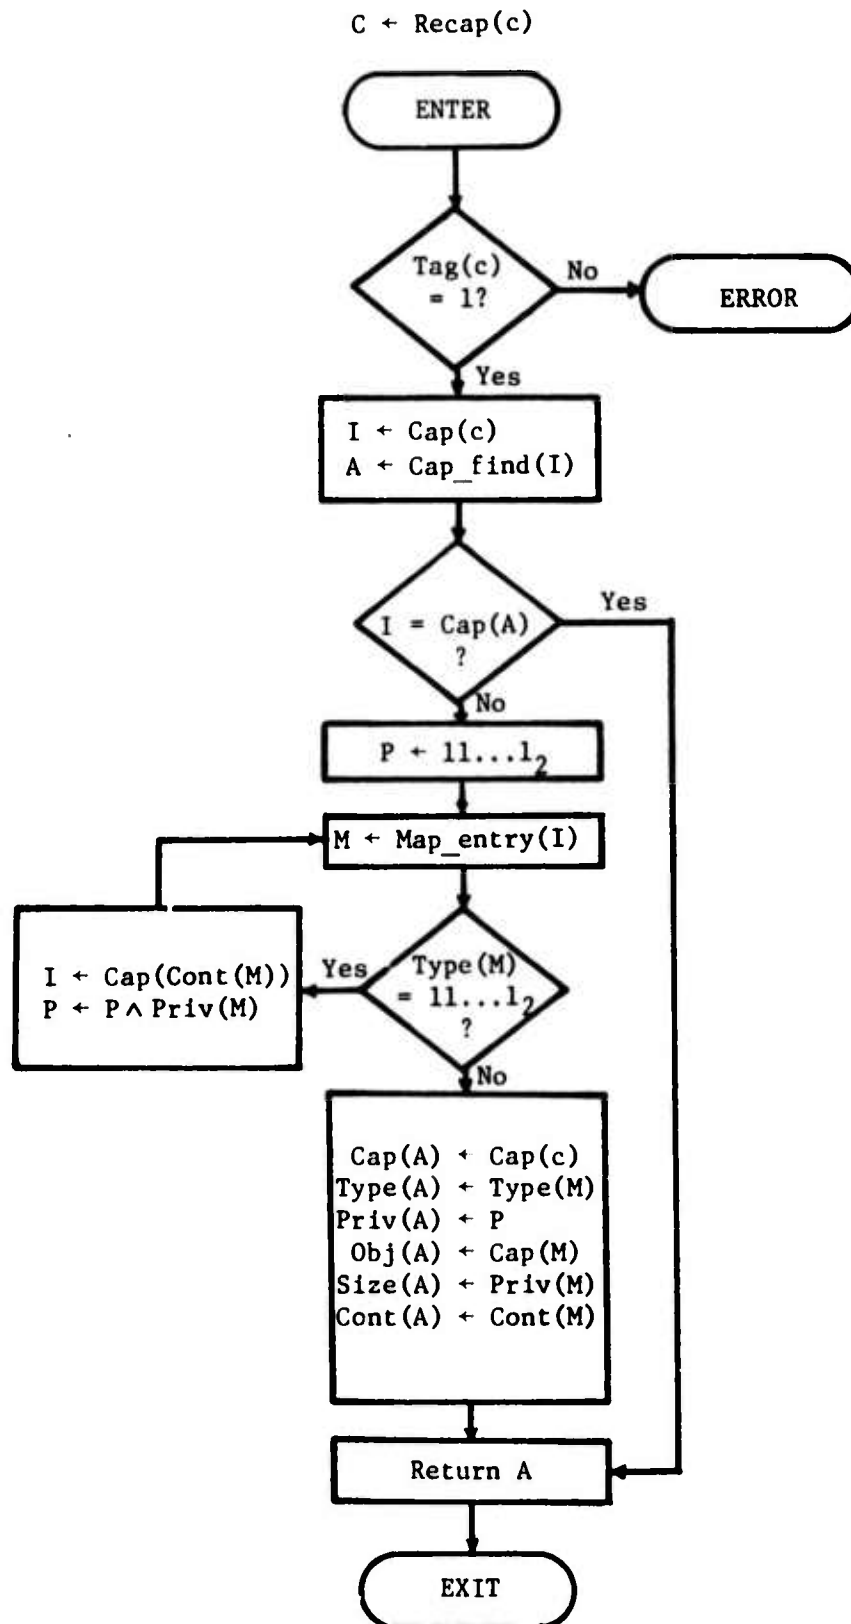 C ← Recap(c)
ENTER
Tag(c)
= 1?
No
ERROR
Yes
I ← Cap(c)
A ← Cap_find(I)
I = Cap(A)
?
Yes
No
P ← 11...1₂
M ← Map_entry(I)
I ← Cap(Cont(M))
P ← P ∧ Priv(M)
Yes
Type(M)
= 11...1₂
?
No
Cap(A) ← Cap(c)
Type(A) ← Type(M)
Priv(A) ← P
Obj(A) ← Cap(M)
Size(A) ← Priv(M)
Cont(A) ← Cont(M)
Return A
EXIT